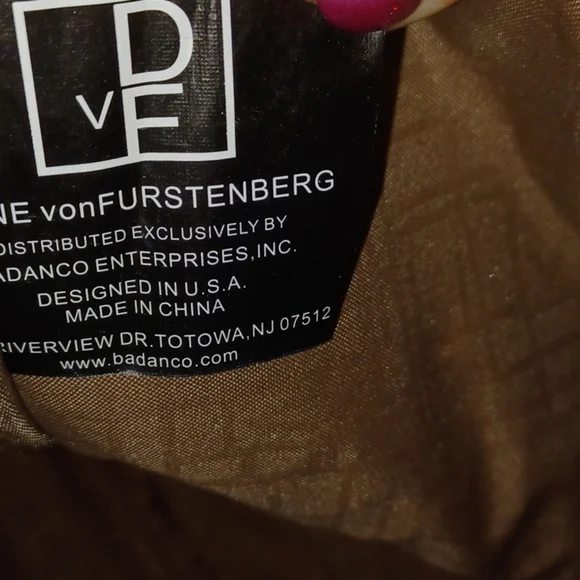 D
VF
NE vonFURSTENBERG
DISTRIBUTED EXCLUSIVELY BY
ADANCO ENTERPRISES, INC.
DESIGNED IN U.S.A.
MADE IN CHINA
RIVERVIEW DR. TOTOWA, NJ 07512
www.badanco.com